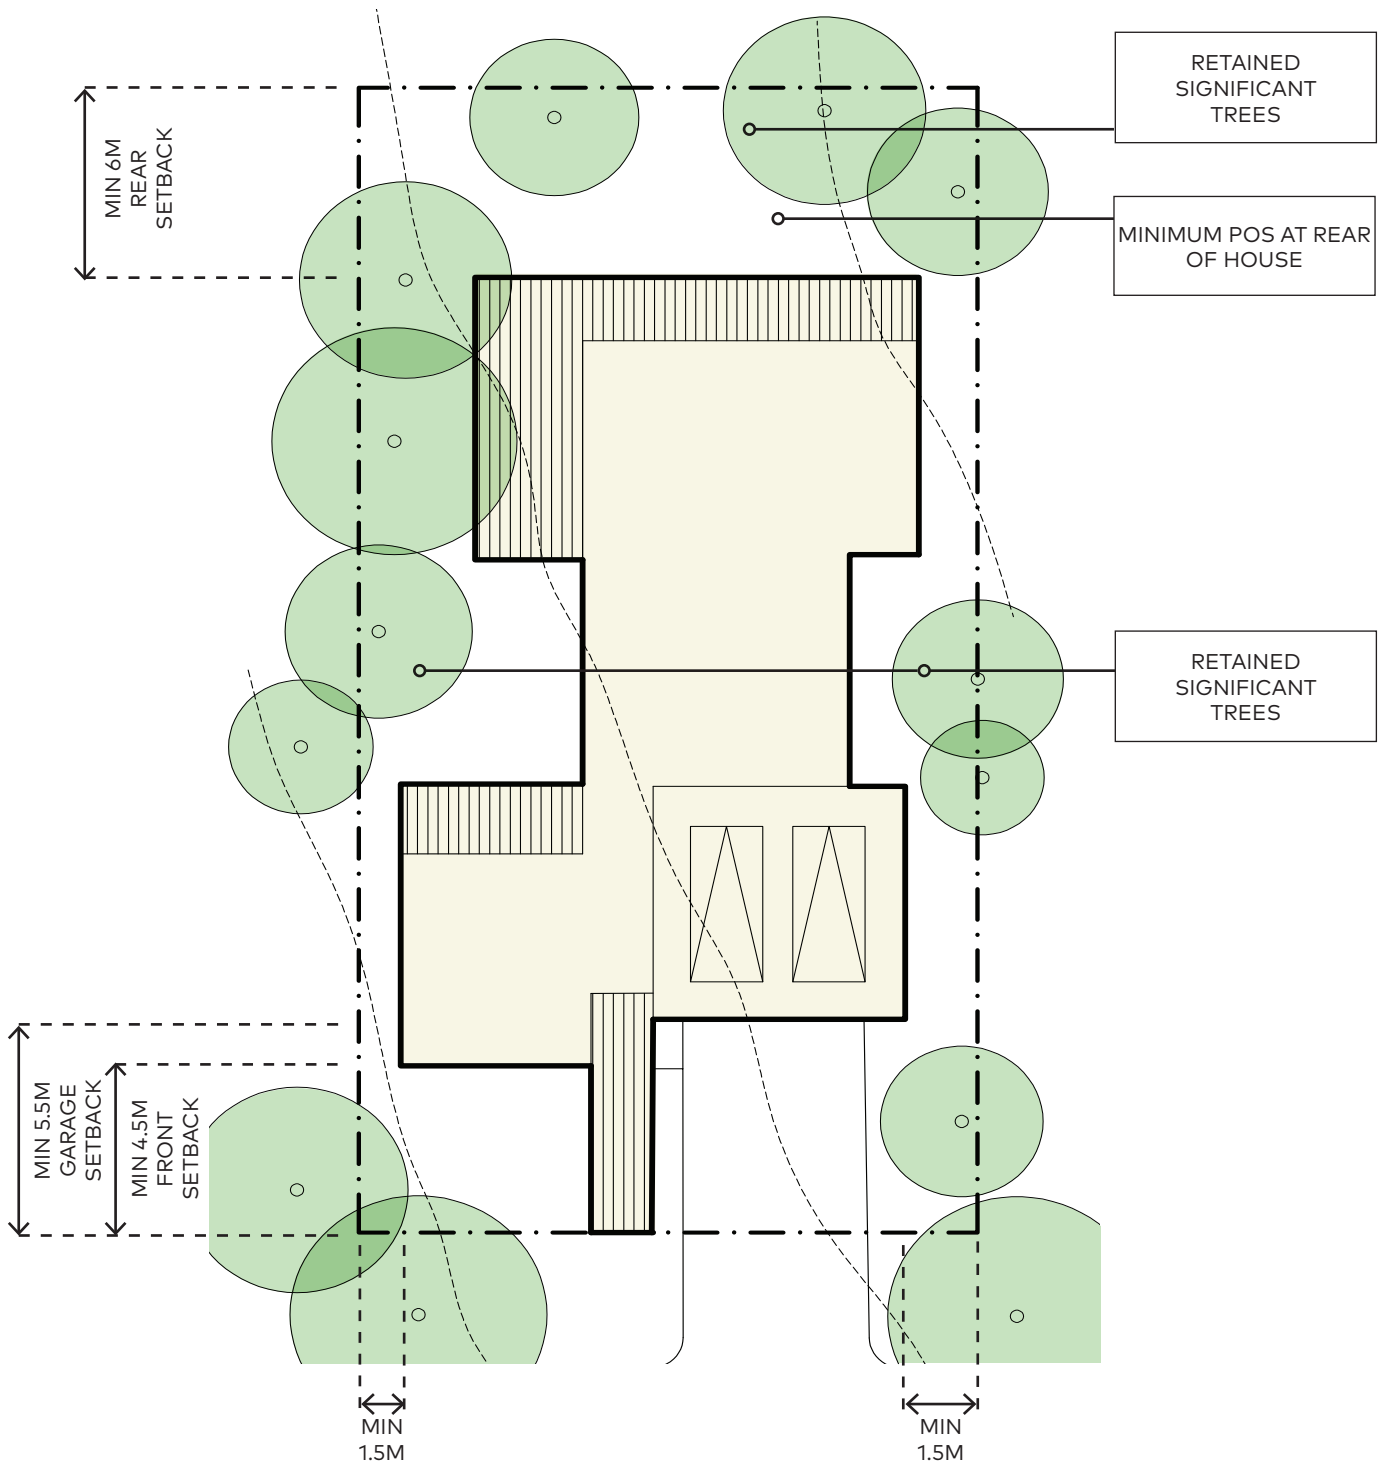 RETAINED
SIGNIFICANT
TREES
MIN 6M
REAR
SETBACK
MINIMUM POS AT REAR
OF HOUSE
RETAINED
SIGNIFICANT
TREES
MIN 5.5M
GARAGE
SETBACK
MIN 4.5M
FRONT
SETBACK
MIN
1.5M
MIN
1.5M